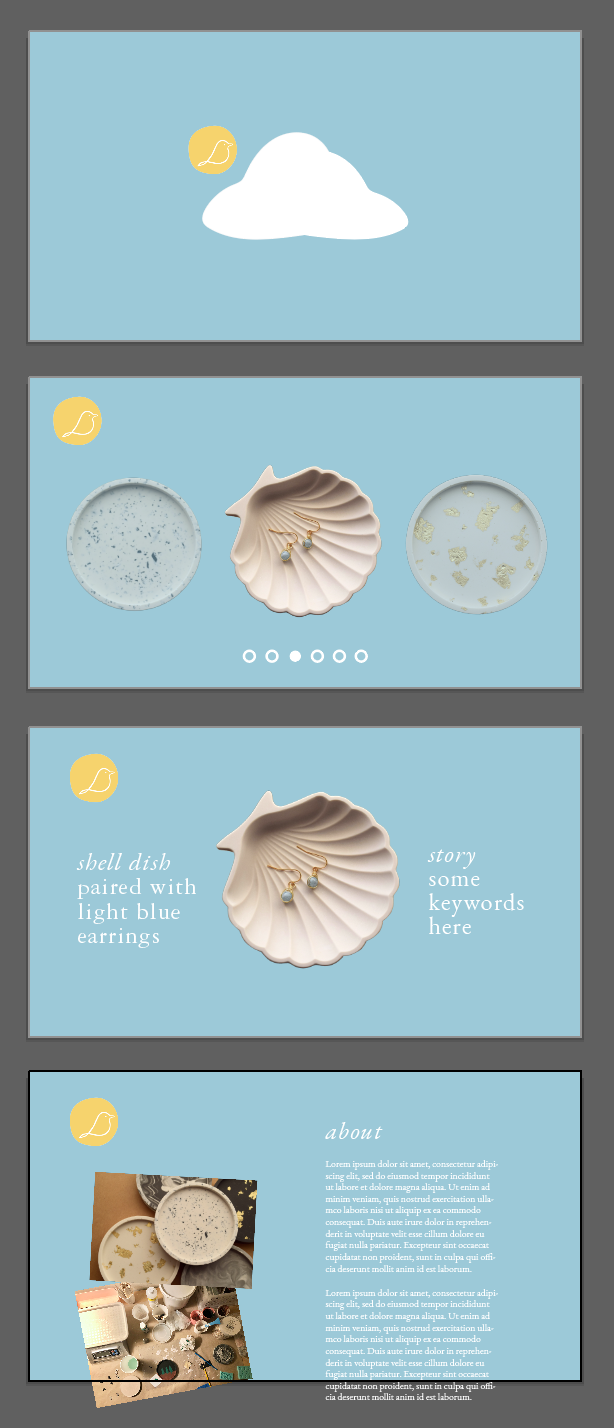 shell dish
paired with
light blue
earrings
story
some
keywords
here
about
Lorem ipsum dolor sit amet, consectetur adipi-
scing elit, sed do eiusmod tempor incididunt
ut labore et dolore magna aliqua. Ut enim ad
minim veniam, quis nostrud exercitation ulla-
mco laboris nisi ut aliquip ex ea commodo
consequat. Duis aute irure dolor in reprehen-
derit in voluptate velit esse cillum dolore eu
fugiat nulla pariatur. Excepteur sint occaecat
cupidatat non proident, sunt in culpa qui offi-
cia deserunt mollit anim id est laborum.
Lorem ipsum dolor sit amet, consectetur adipi-
scing elit, sed do eiusmod tempor incididunt
ut labore et dolore magna aliqua. Ut enim ad
minim veniam, quis nostrud exercitation ulla-
mco laboris nisi ut aliquip ex ea commodo
consequat. Duis aute irure dolor in reprehen-
derit in voluptate velit esse cillum dolore eu
fugiat nulla pariatur. Excepteur sint occaecat
cupidatat non proident, sunt in culpa qui offi-
cia deserunt mollit anim id est laborum.